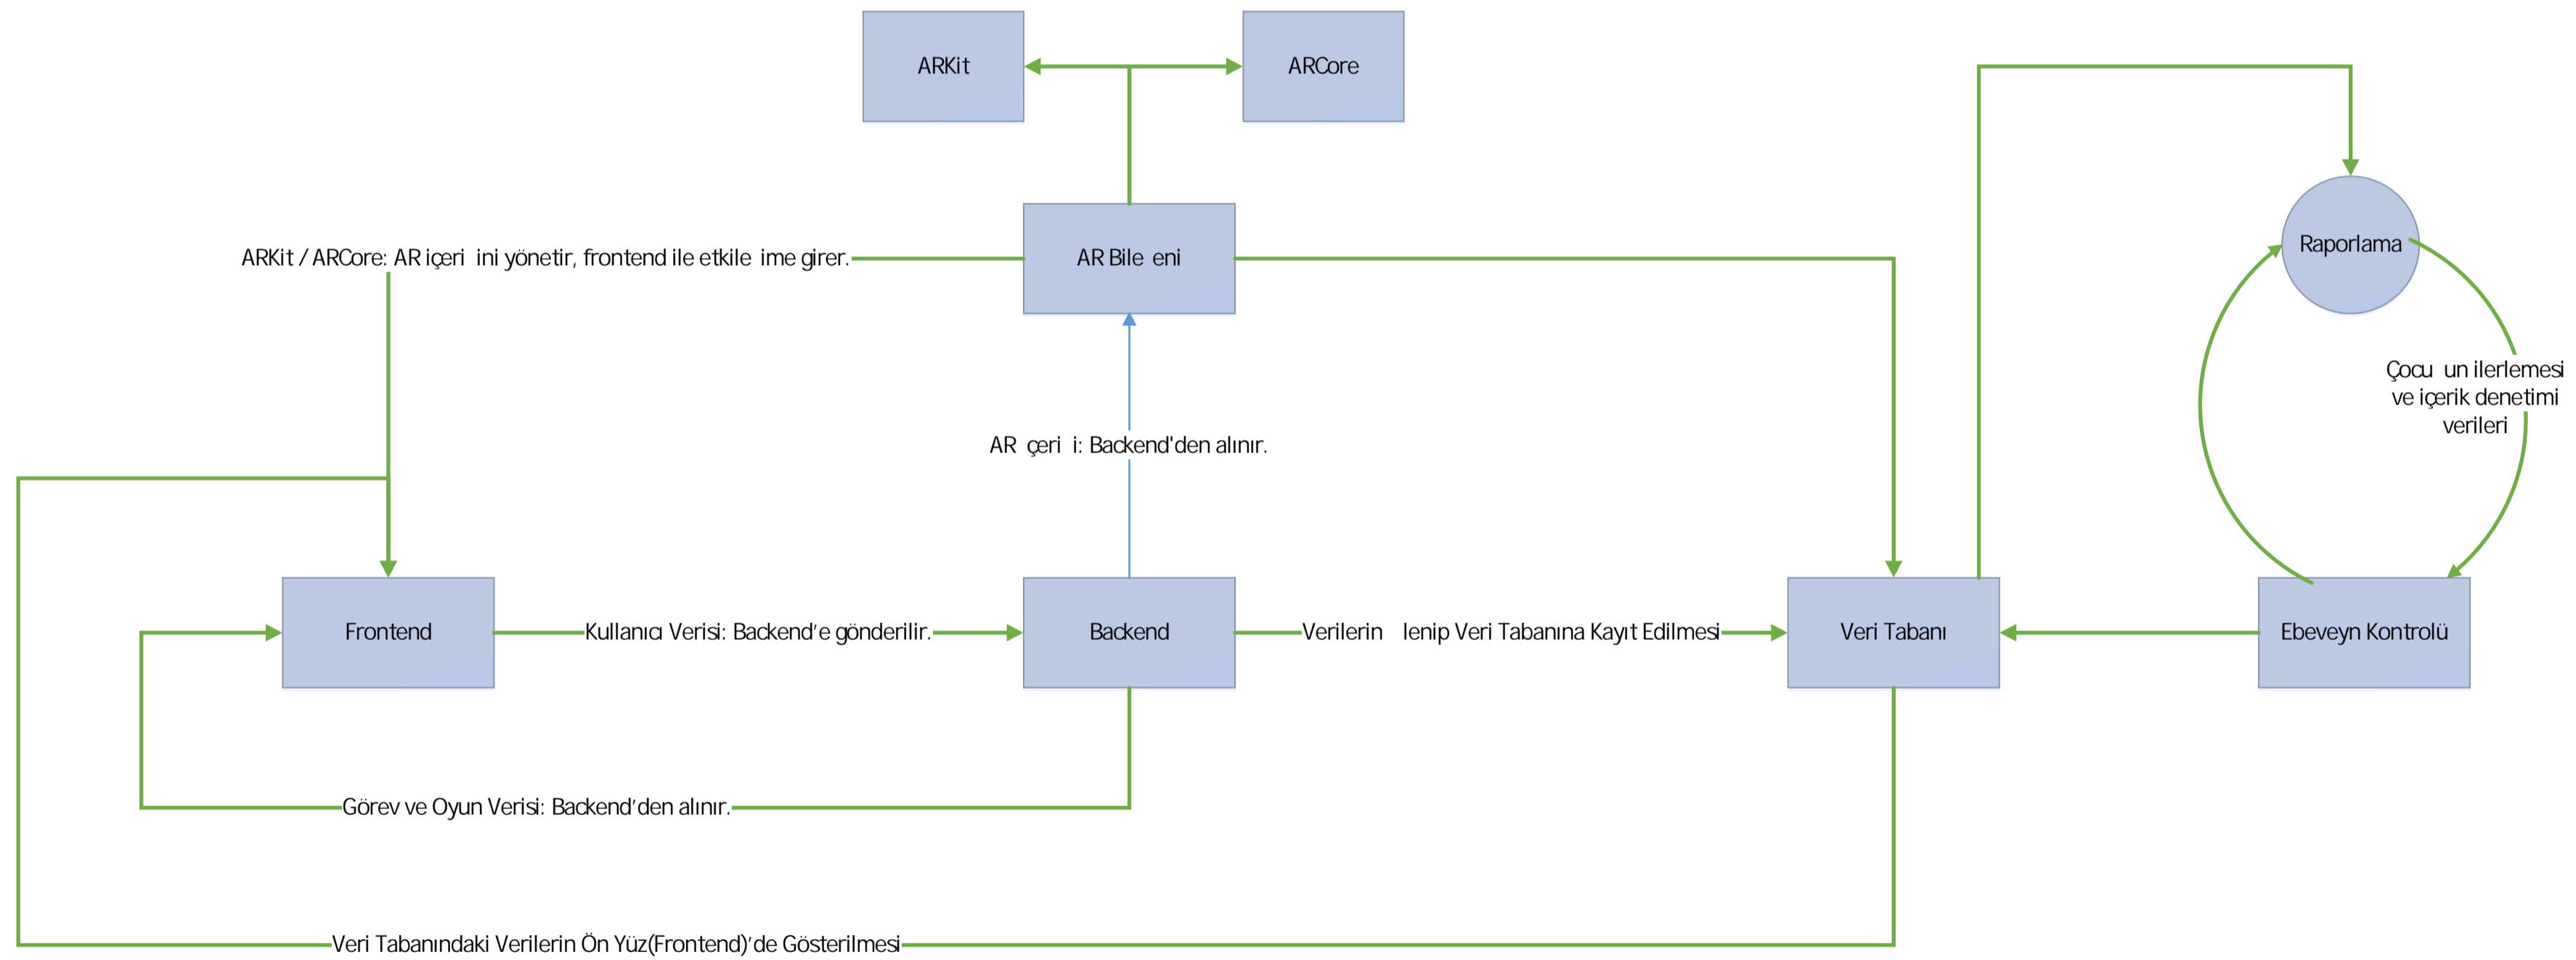 ARKit
ARCore
Raporlama
ARKit / ARCore: AR içeri ini yönetir, frontend ile etkile ime girer.
AR Bile eni
Çocu un ilerlemesi
ve içerik denetimi
verileri
AR çeri i: Backend'den alınır.
Frontend
Kullanıcı Verisi: Backend’e gönderilir.
Backend
Verilerin lenip Veri Tabanına Kayıt Edilmesi
Veri Tabanı
Ebeveyn Kontrolü
Görev ve Oyun Verisi: Backend’den alınır.
Veri Tabanındaki Verilerin Ön Yüz(Frontend)’de Gösterilmesi